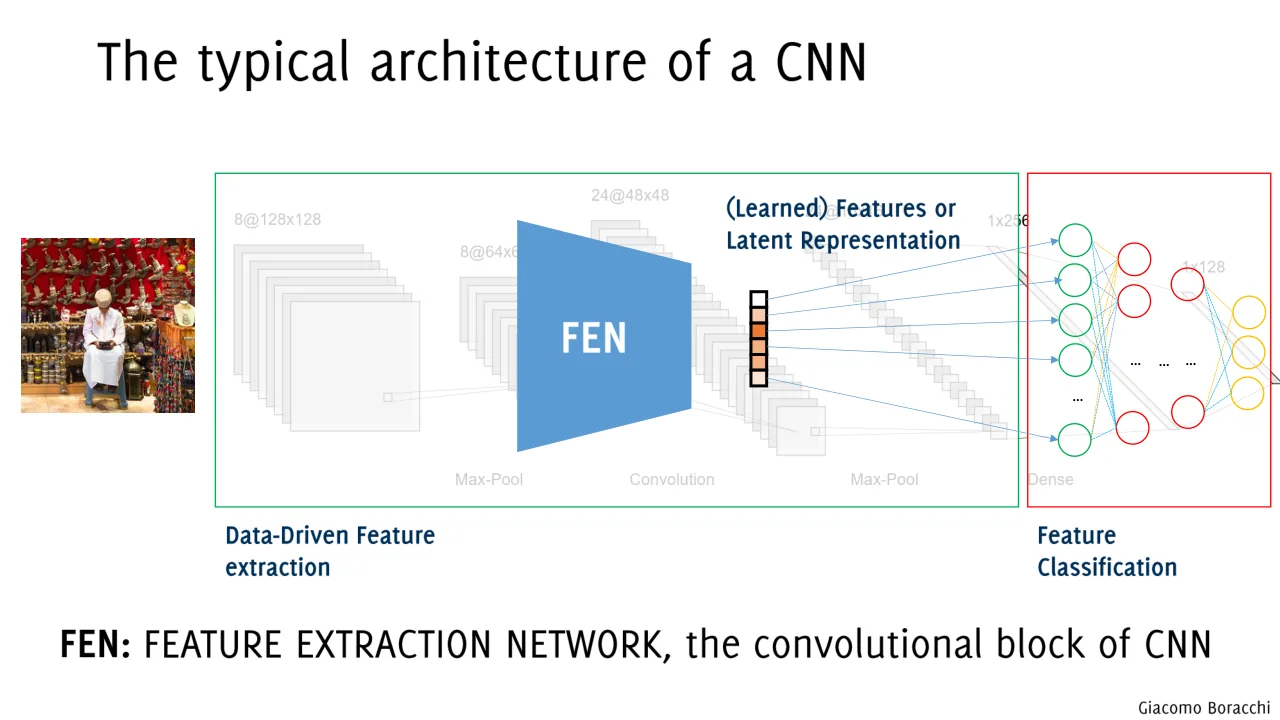 The typical architecture of a CNN
24@48x48
(Learned) Features or
Latent Representation
8@128x128
1x256
8@64x6
1x128
FEN
...
... ... ...
Max-Pool
Convolution
Max-Pool
Dense
Data-Driven Feature
extraction
Feature
Classification
FEN: FEATURE EXTRACTION NETWORK, the convolutional block of CNN
Giacomo Boracchi